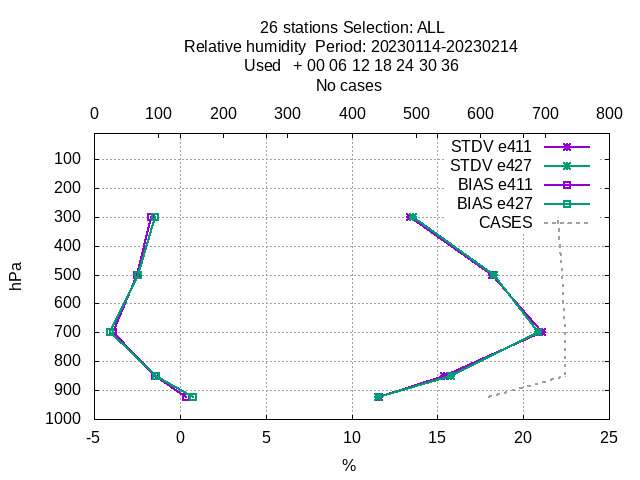 26 stations Selection: ALL
Relative humidity  Period: 20230114-20230214
Used   + 00 06 12 18 24 30 36
No cases
0 100 200 300 400 500 600 700 800
STDV e411
STDV e427
BIAS e411
BIAS e427
CASES
100
200
300
400
500
600
700
800
900
1000
hPa
-5 0 5 10 15 20 25
%